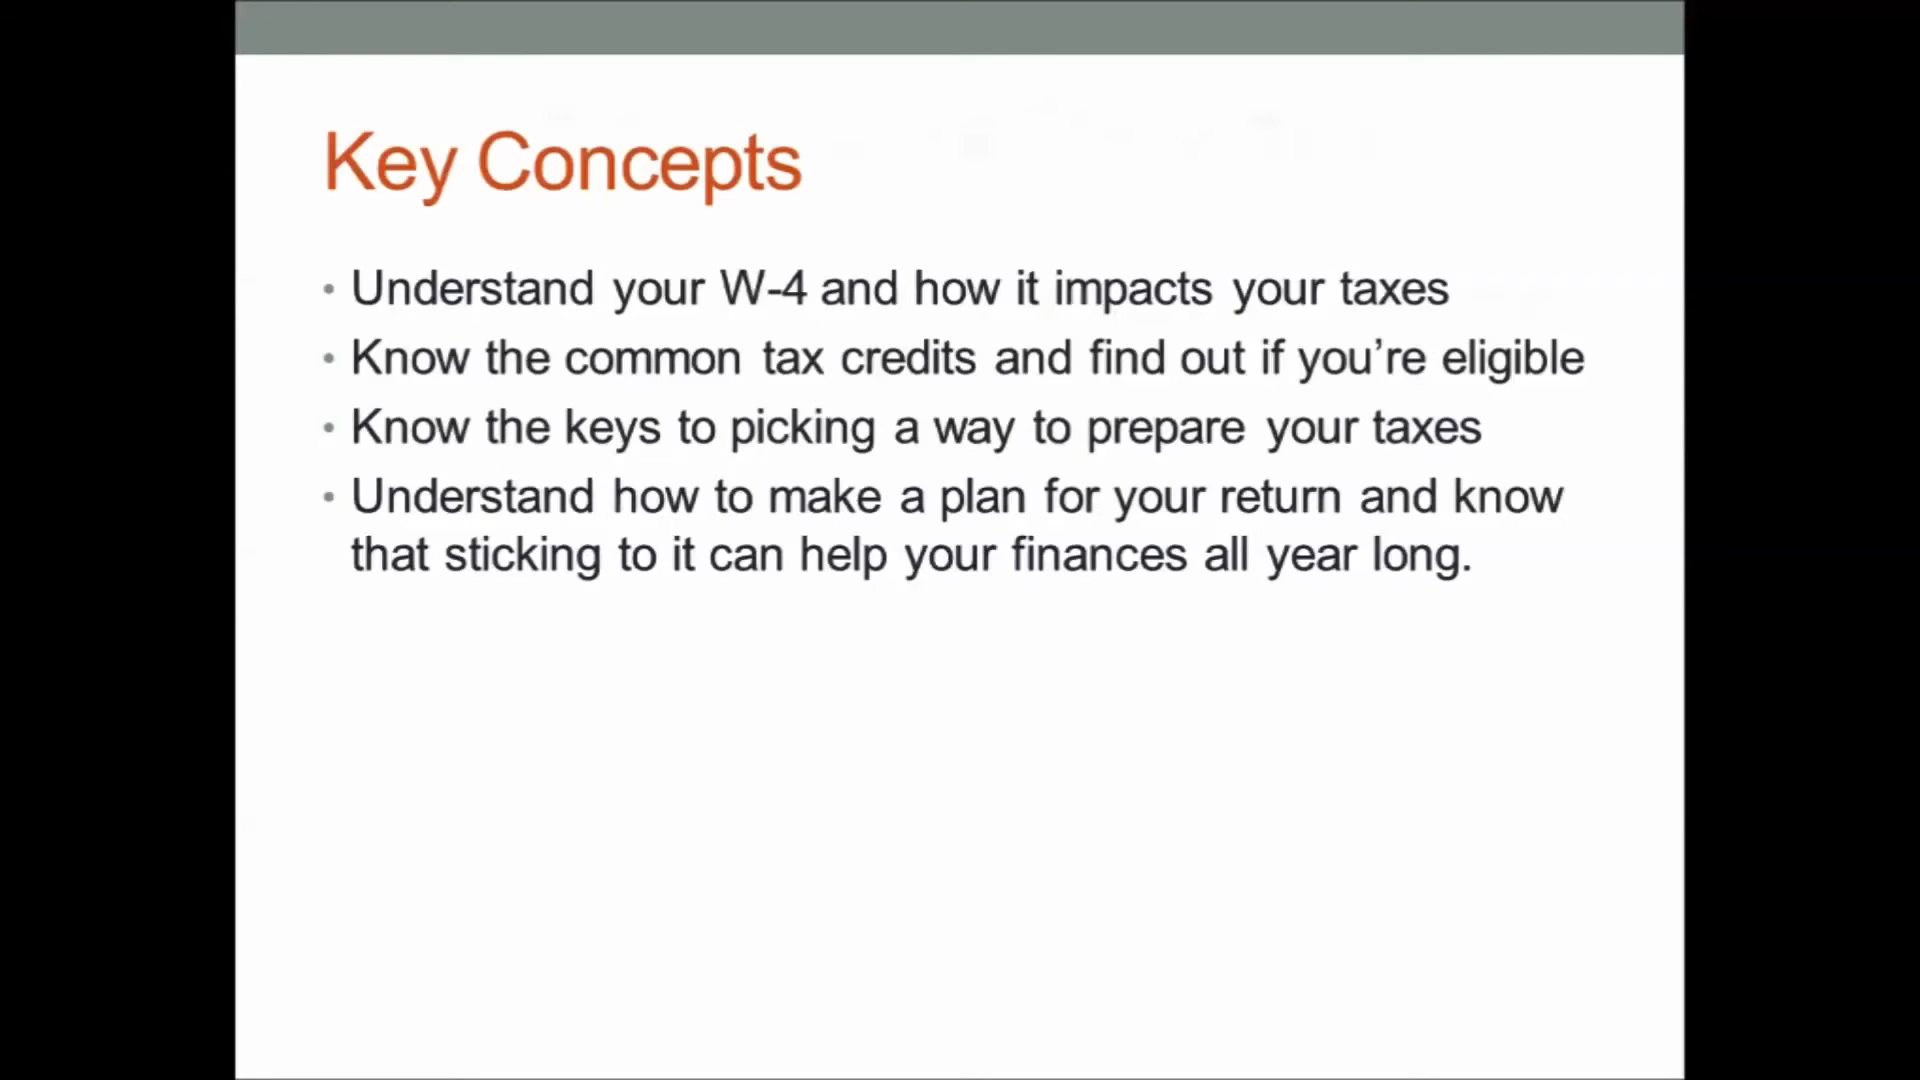 Key Concepts
• Understand your W-4 and how it impacts your taxes
• Know the common tax credits and find out if you’re eligible
• Know the keys to picking a way to prepare your taxes
• Understand how to make a plan for your return and know
that sticking to it can help your finances all year long.